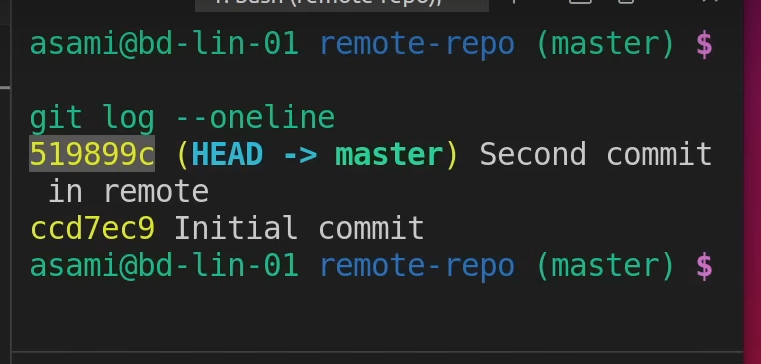 asami@bd-lin-01 remote-repo (master) $
git log --oneline
519899c (HEAD -> master) Second commit
in remote
ccd7ec9 Initial commit
asami@bd-lin-01 remote-repo (master) $